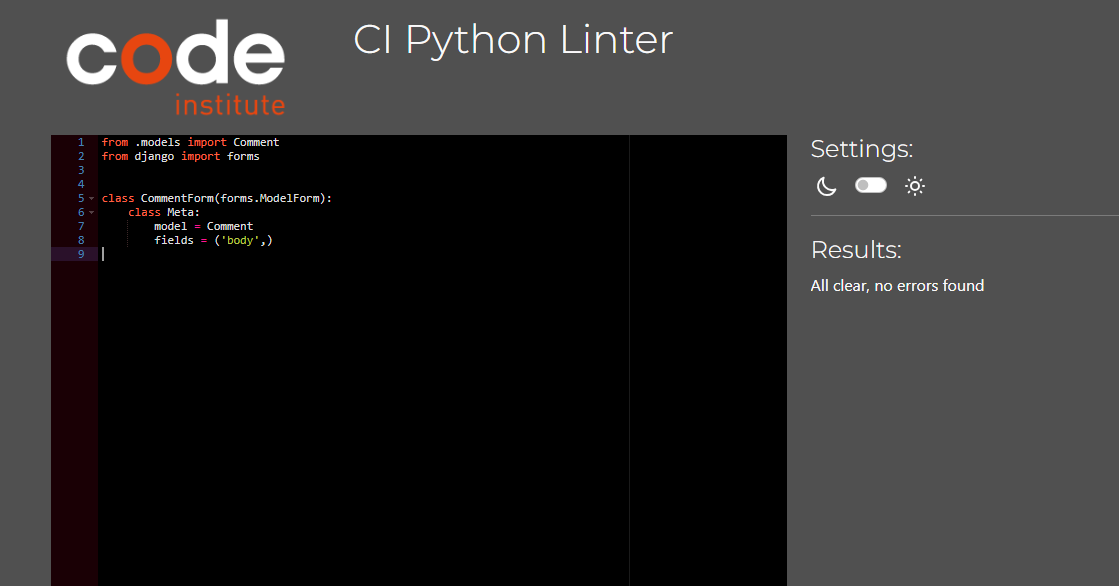 code
institute
CI Python Linter
1 from .models import Comment
2 from django import forms
3
4
5 class CommentForm(forms.ModelForm):
6     class Meta:
7         model = Comment
8         fields = ('body',)
9
Settings:
Results:
All clear, no errors found